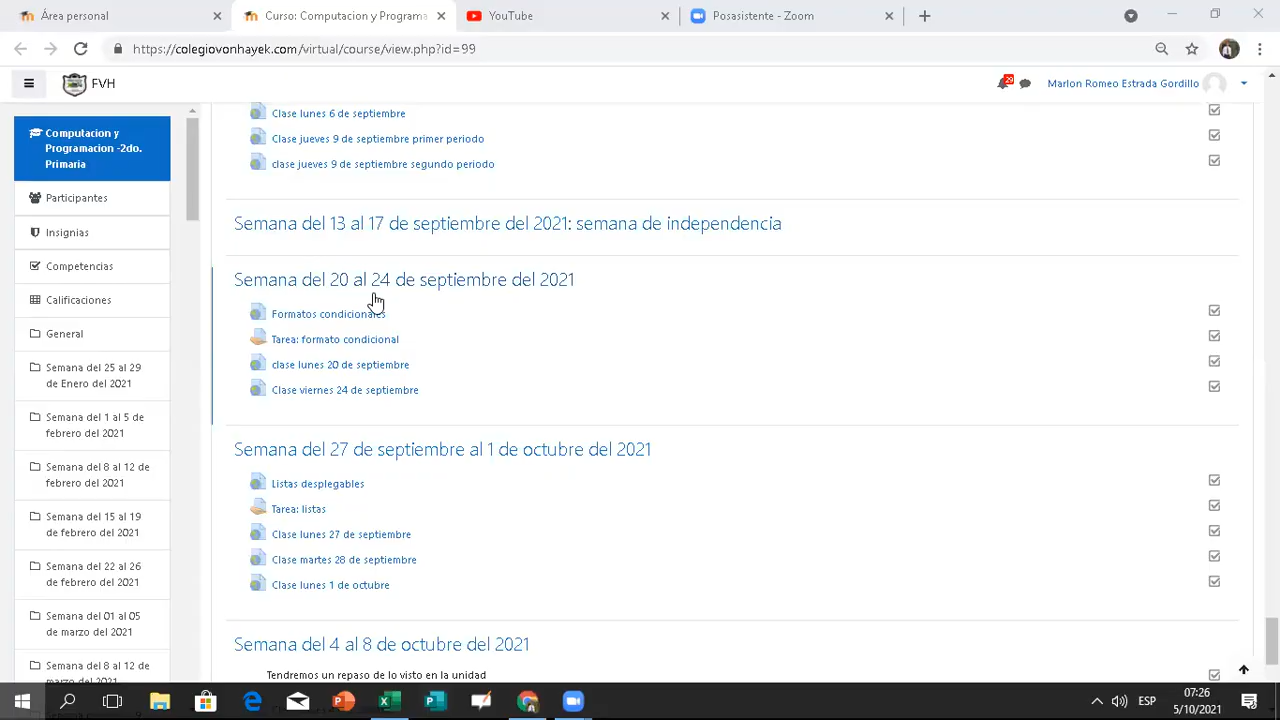 Área personal
Curso: Computacion y Programa
YouTube
Posasistente - Zoom
https://colegiovonhayek.com/virtual/course/view.php?id=99
FVH
29
Marlon Romeo Estrada Gordillo
Computacion y
Programacion -2do.
Primaria
Participantes
Insignias
Competencias
Calificaciones
General
Semana del 25 al 29
de Enero del 2021
Semana del 1 al 5 de
febrero del 2021
Semana del 8 al 12 de
febrero del 2021
Semana del 15 al 19
de febrero del 2021
Semana del 22 al 26
de febrero del 2021
Semana del 01 al 05
de marzo del 2021
Semana del 8 al 12 de
marzo del 2021
Clase lunes 6 de septiembre
Clase jueves 9 de septiembre primer periodo
clase jueves 9 de septiembre segundo periodo
Semana del 13 al 17 de septiembre del 2021: semana de independencia
Semana del 20 al 24 de septiembre del 2021
Formatos condicionales
Tarea: formato condicional
clase lunes 20 de septiembre
Clase viernes 24 de septiembre
Semana del 27 de septiembre al 1 de octubre del 2021
Listas desplegables
Tarea: listas
Clase lunes 27 de septiembre
Clase martes 28 de septiembre
Clase lunes 1 de octubre
Semana del 4 al 8 de octubre del 2021
Tendremos un repaso de lo visto en la unidad
ESP
07:26
5/10/2021